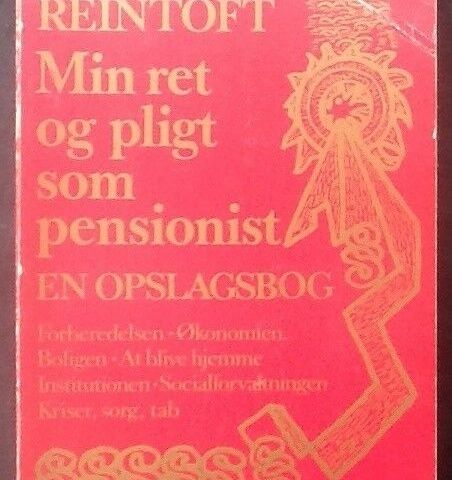 REINTOFT
Min ret
og pligt
som
pensionist
EN OPSLAGSBOG
Forberedelsen • Økonomien.
Boligen • At blive hjemme
Institutionen • Socialforvaltningen
Kriser, sorg, tab